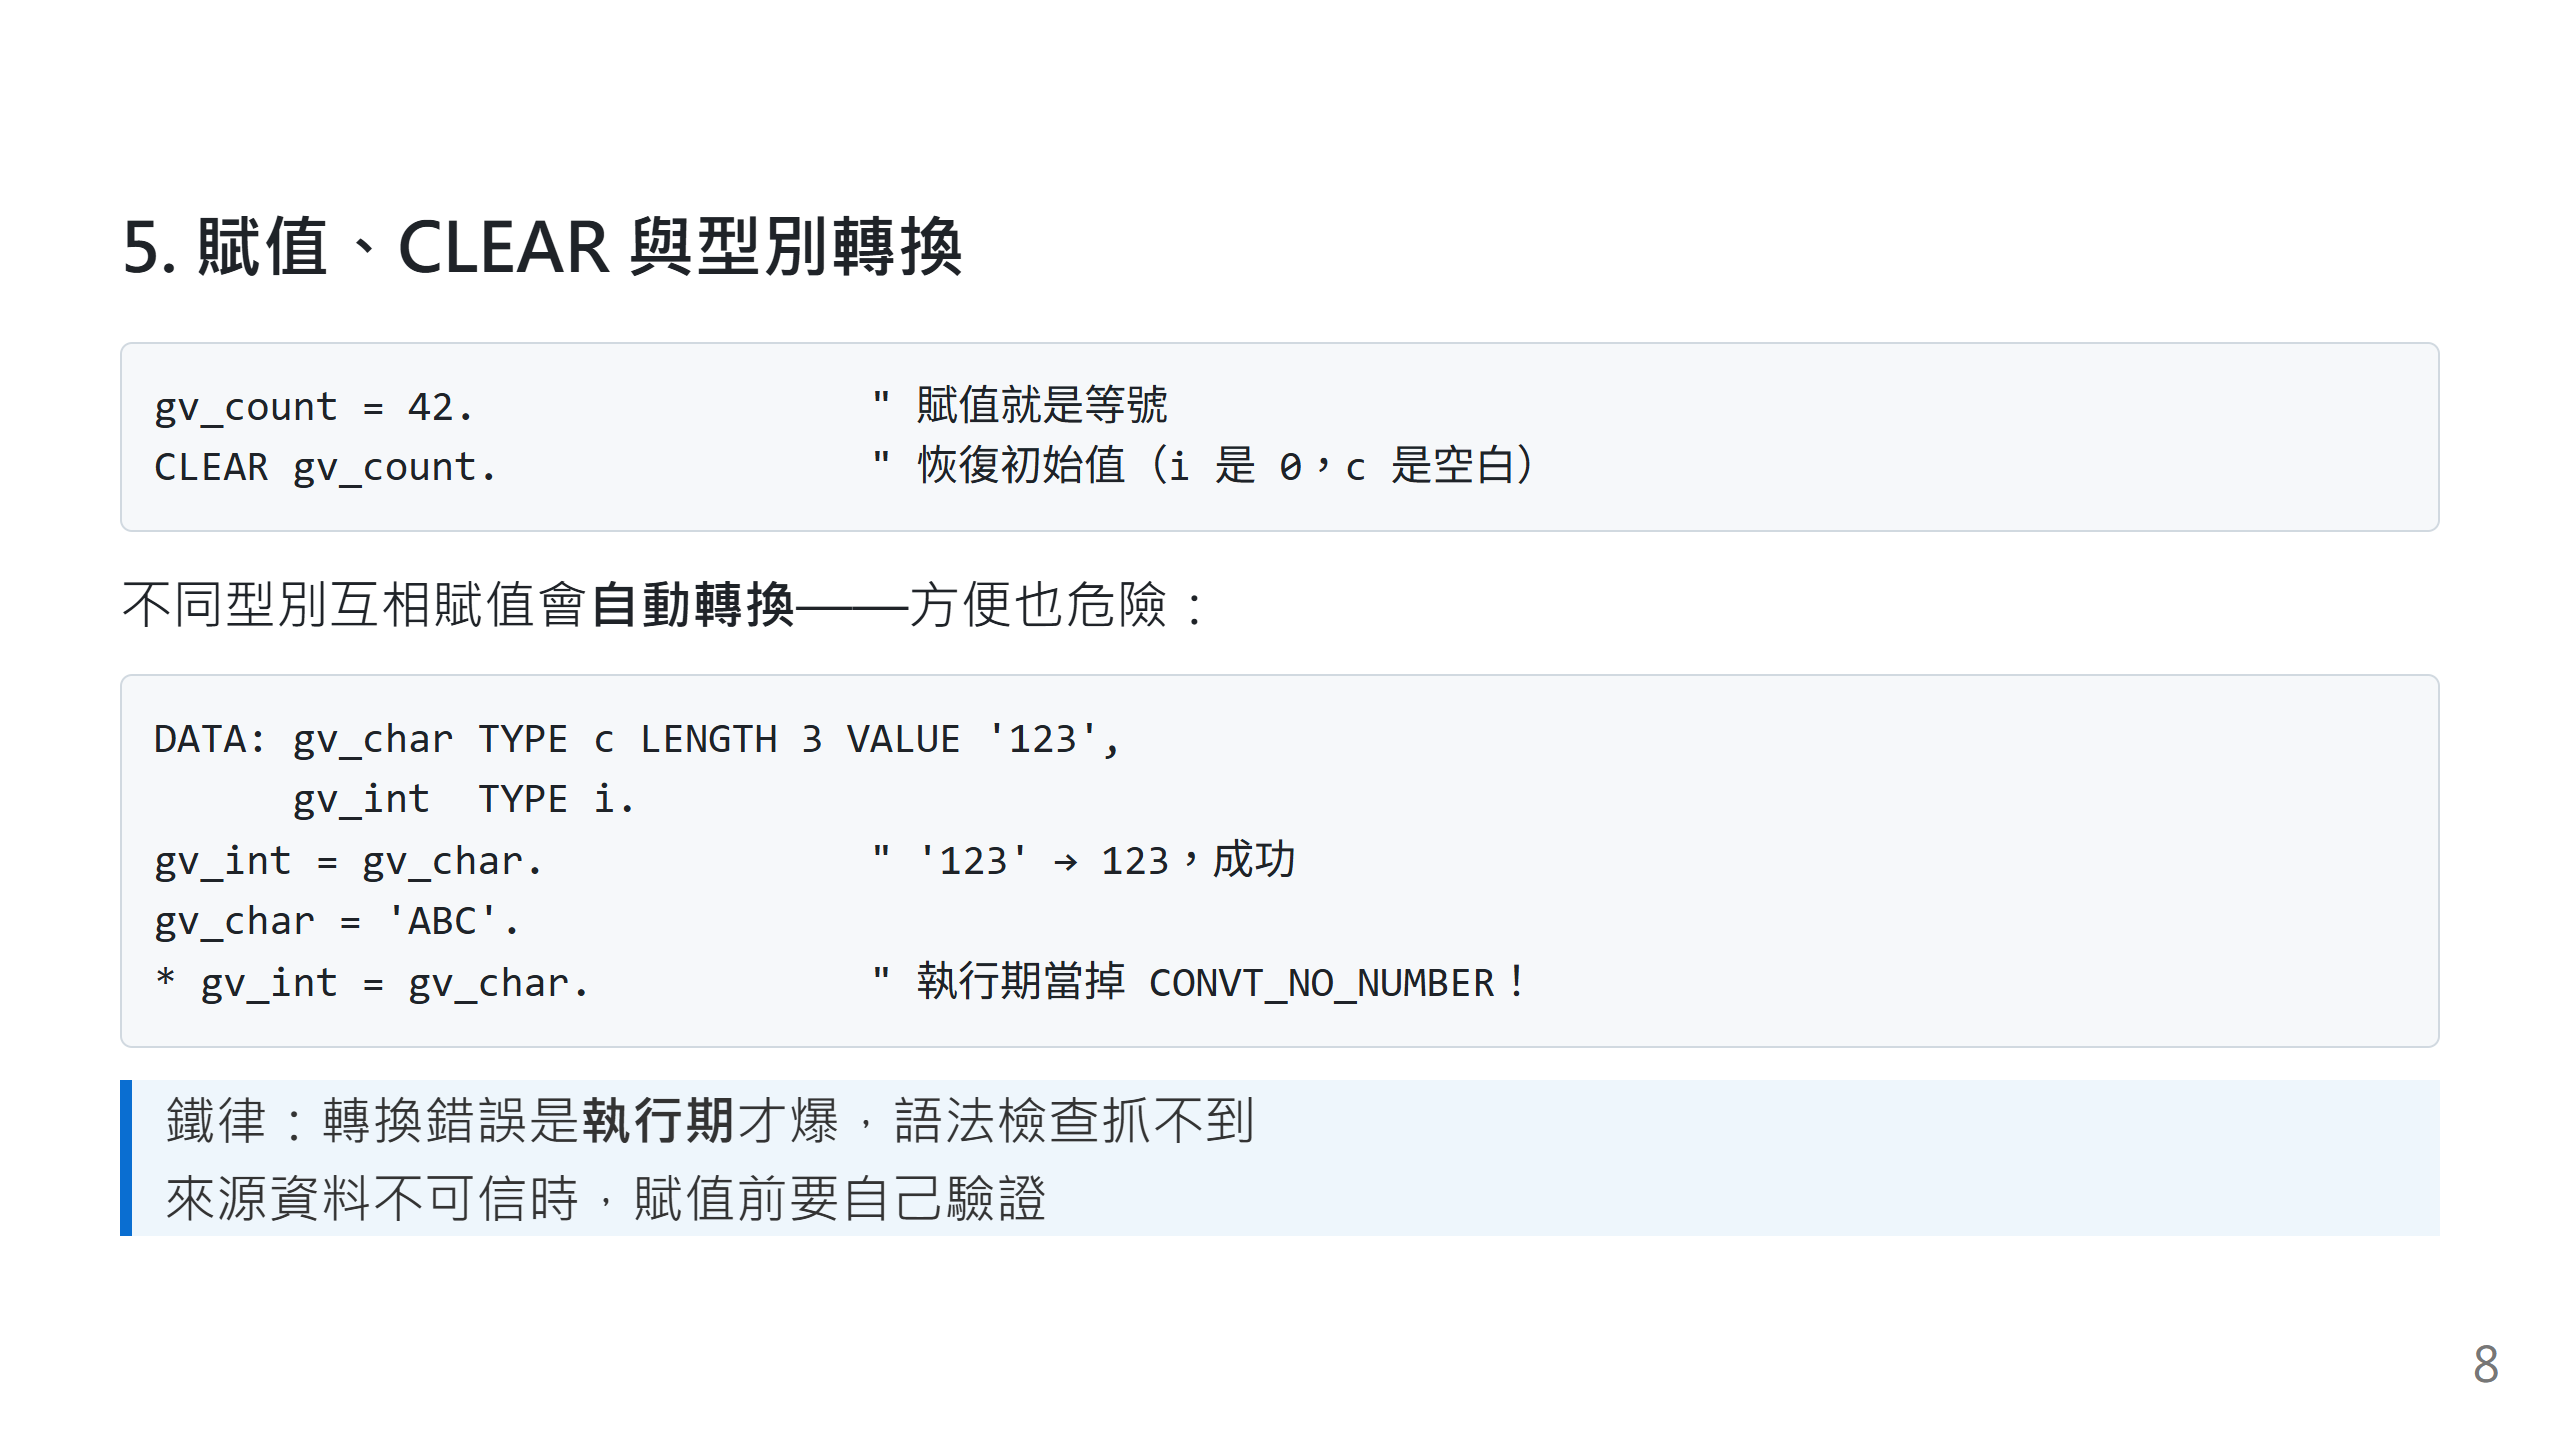 5. 賦值、CLEAR 與型別轉換
gv_count = 42.                 " 賦值就是等號
CLEAR gv_count.                " 恢復初始值（i 是 0，c 是空白）
不同型別互相賦值會自動轉換——方便也危險：
DATA: gv_char TYPE c LENGTH 3 VALUE '123',
      gv_int  TYPE i.
gv_int = gv_char.              " '123' → 123，成功
gv_char = 'ABC'.
* gv_int = gv_char.            " 執行期當掉 CONVT_NO_NUMBER！
鐵律：轉換錯誤是執行期才爆，語法檢查抓不到
來源資料不可信時，賦值前要自己驗證
8